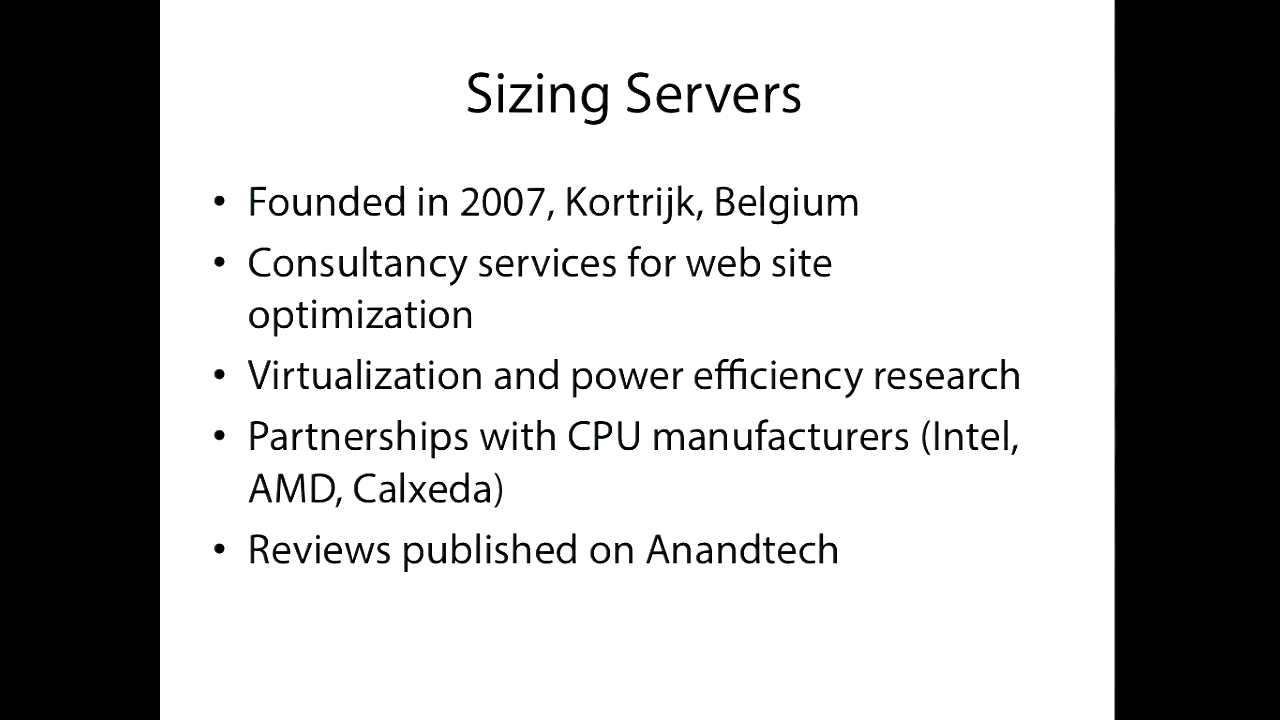 Sizing Servers
• Founded in 2007, Kortrijk, Belgium
• Consultancy services for web site
optimization
• Virtualization and power efficiency research
• Partnerships with CPU manufacturers (Intel,
AMD, Calxeda)
• Reviews published on Anandtech